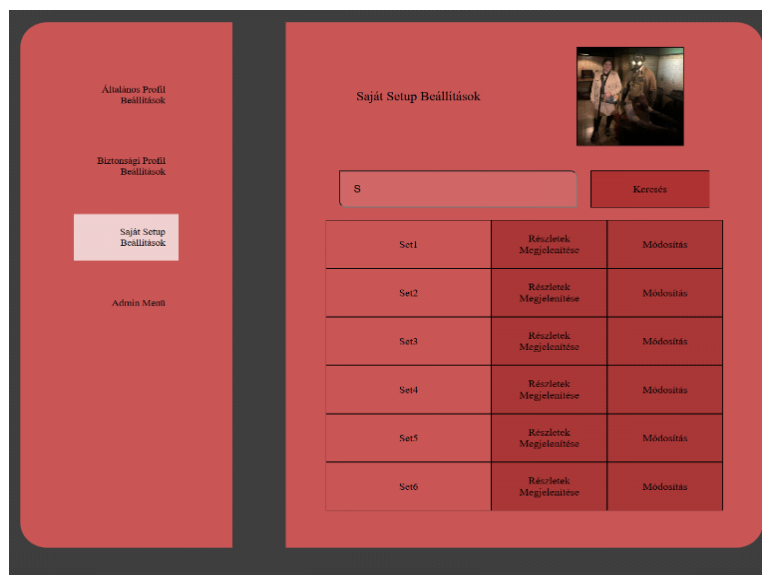 Általános Profil
Beállítások
Biztonsági Profil
Beállítások
Saját Setup
Beállítások
Admin Menü
Saját Setup Beállítások
S
Keresés
Set1
Részletek
Megjelenítése
Módosítás
Set2
Részletek
Megjelenítése
Módosítás
Set3
Részletek
Megjelenítése
Módosítás
Set4
Részletek
Megjelenítése
Módosítás
Set5
Részletek
Megjelenítése
Módosítás
Set6
Részletek
Megjelenítése
Módosítás